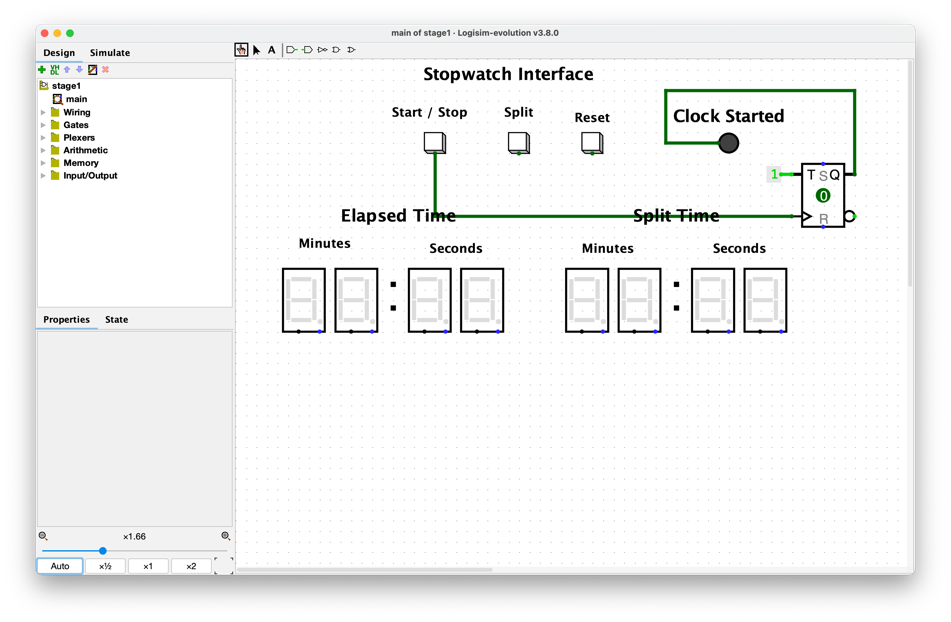 main of stage1 · Logisim-evolution v3.8.0
Design Simulate
VH
DL
A
stage1
main
Wiring
Gates
Plexers
Arithmetic
Memory
Input/Output
Properties State
×1.66
Auto ×½ ×1 ×2
Stopwatch Interface
Start / Stop Split Reset
Clock Started
1 T S Q
0
R
Elapsed Time Split Time
Minutes Seconds Minutes Seconds
: :